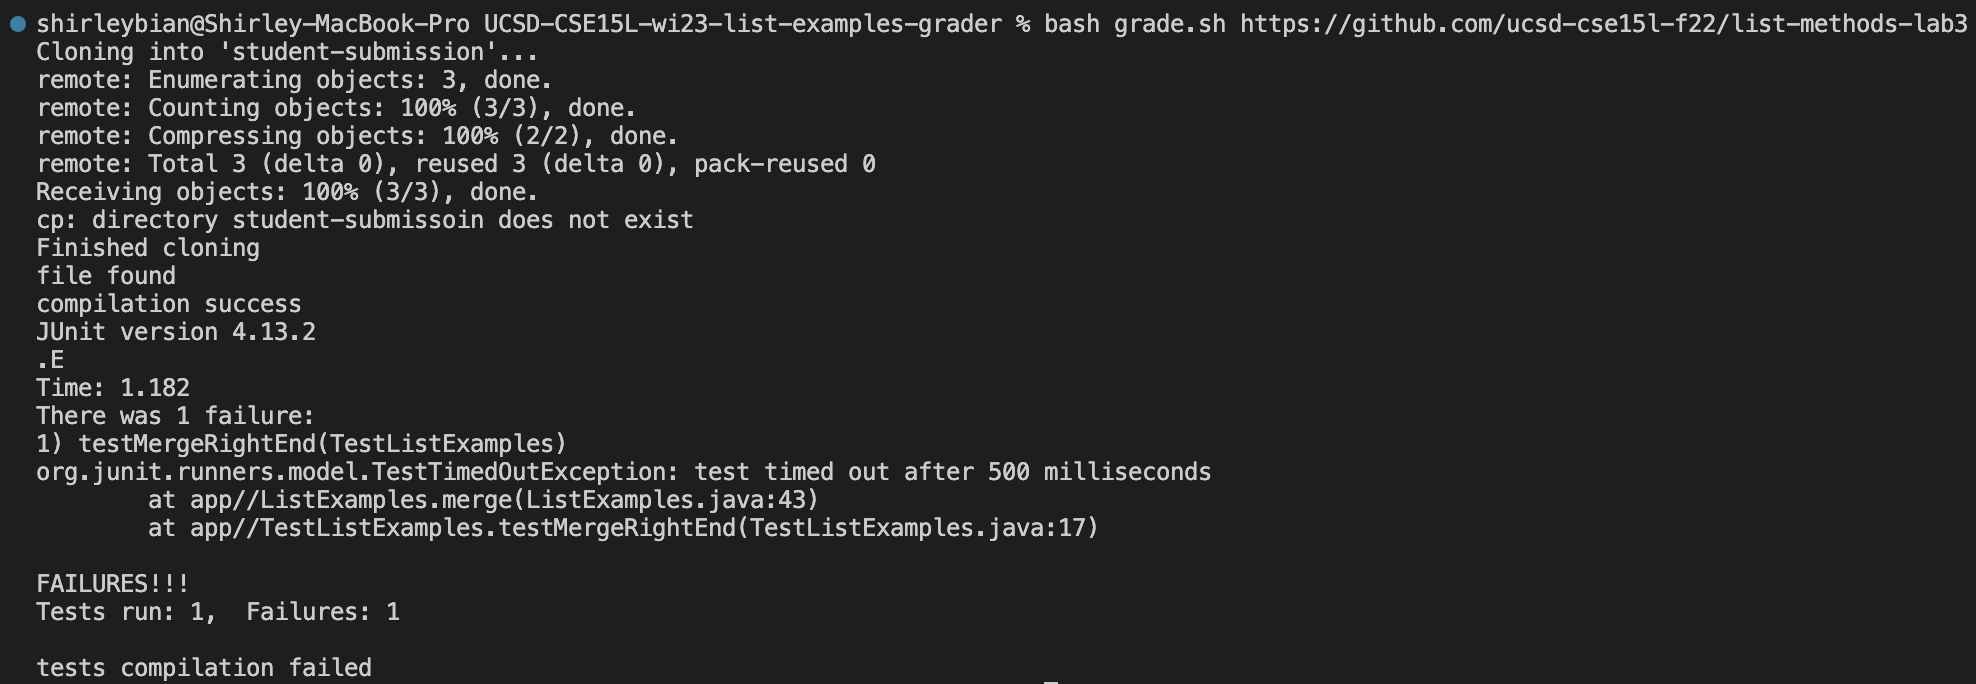 shirleybian@Shirley-MacBook-Pro UCSD-CSE15L-wi23-list-examples-grader % bash grade.sh https://github.com/ucsd-cse15l-f22/list-methods-lab3
Cloning into 'student-submission'...
remote: Enumerating objects: 3, done.
remote: Counting objects: 100% (3/3), done.
remote: Compressing objects: 100% (2/2), done.
remote: Total 3 (delta 0), reused 3 (delta 0), pack-reused 0
Receiving objects: 100% (3/3), done.
cp: directory student-submissoin does not exist
Finished cloning
file found
compilation success
JUnit version 4.13.2
.E
Time: 1.182
There was 1 failure:
1) testMergeRightEnd(TestListExamples)
org.junit.runners.model.TestTimedOutException: test timed out after 500 milliseconds
        at app//ListExamples.merge(ListExamples.java:43)
        at app//TestListExamples.testMergeRightEnd(TestListExamples.java:17)

FAILURES!!!
Tests run: 1,  Failures: 1

tests compilation failed